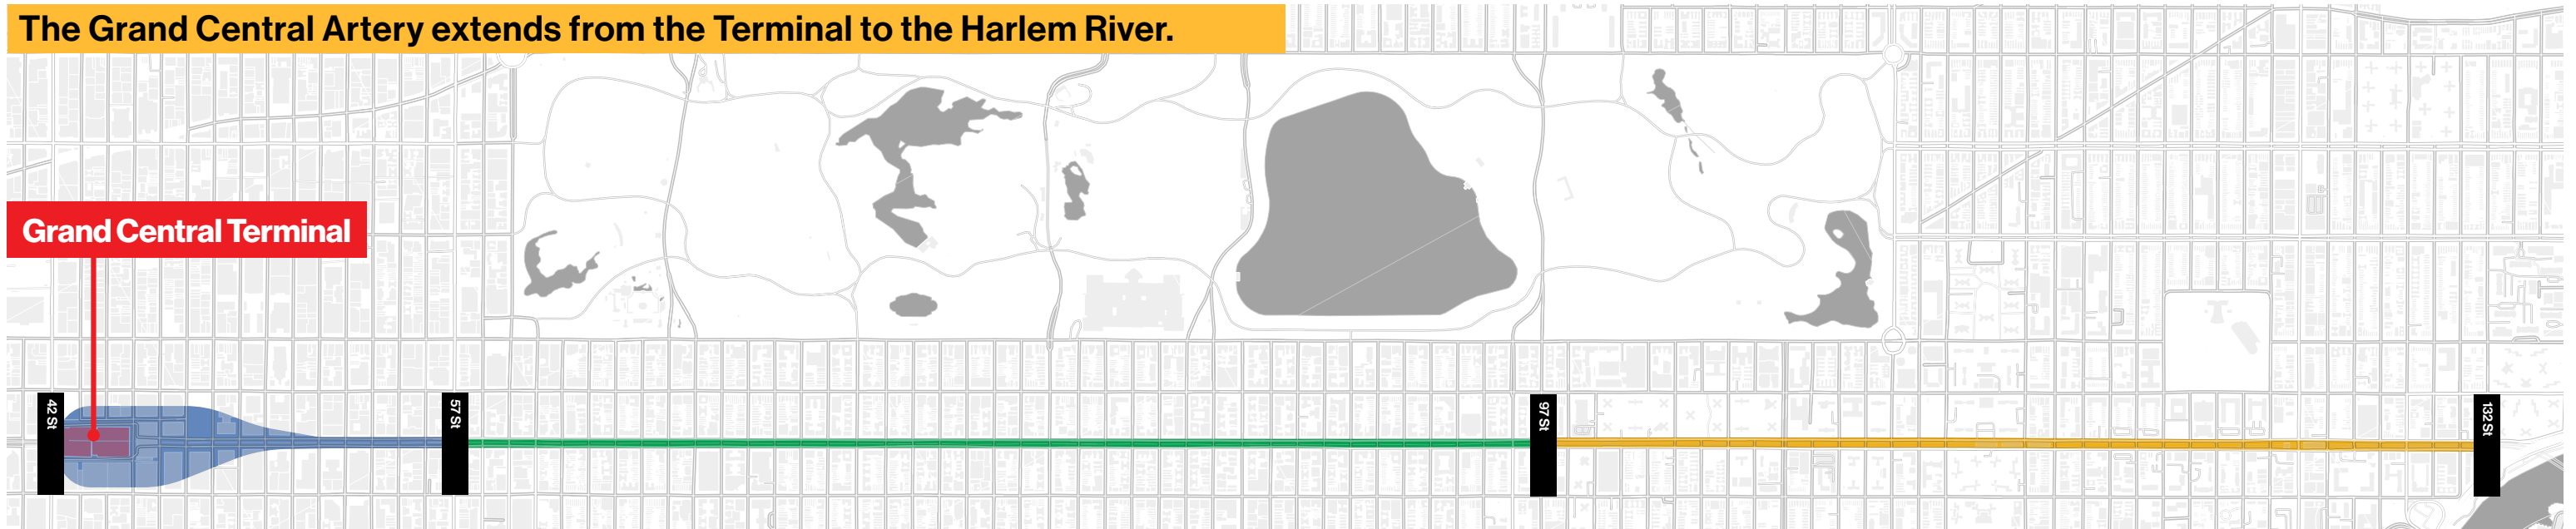 The Grand Central Artery extends from the Terminal to the Harlem River.
Grand Central Terminal
42 St
57 St
97 St
132 St